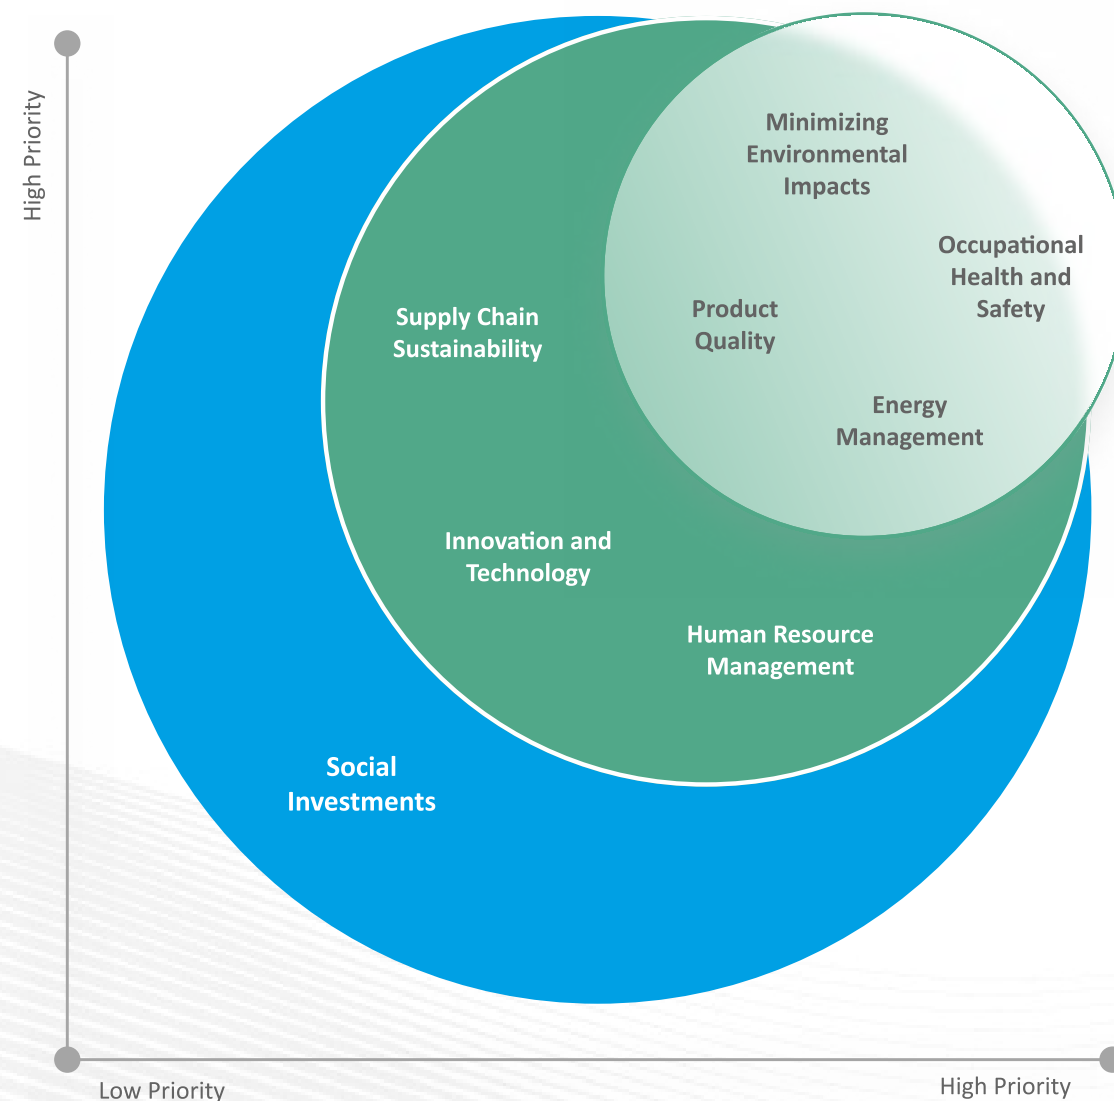 High Priority
Minimizing
Environmental
Impacts
Occupational
Health and
Safety
Product
Quality
Supply Chain
Sustainability
Energy
Management
Innovation and
Technology
Human Resource
Management
Social
Investments
Low Priority
High Priority